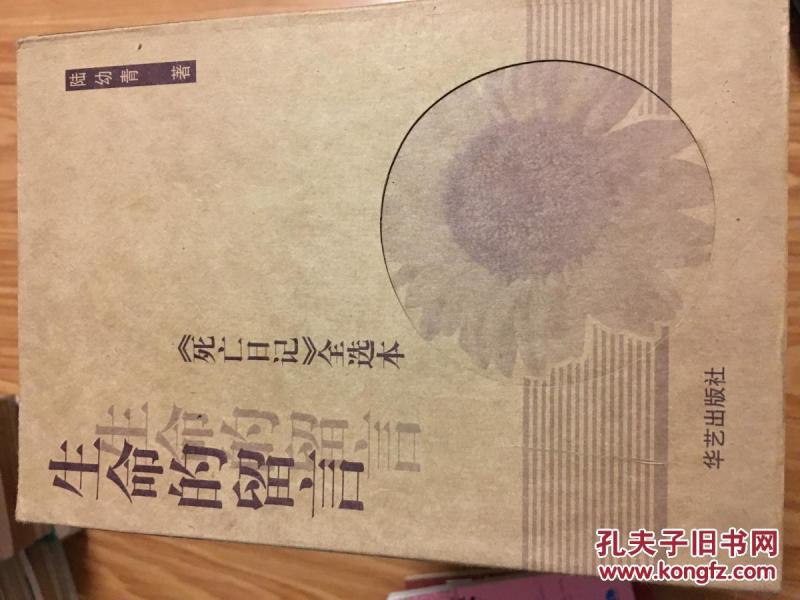 陆幼青 著
生命的留言
生命的留言
《死亡日记》全选本
华艺出版社
孔夫子旧书网
www.kongfz.com